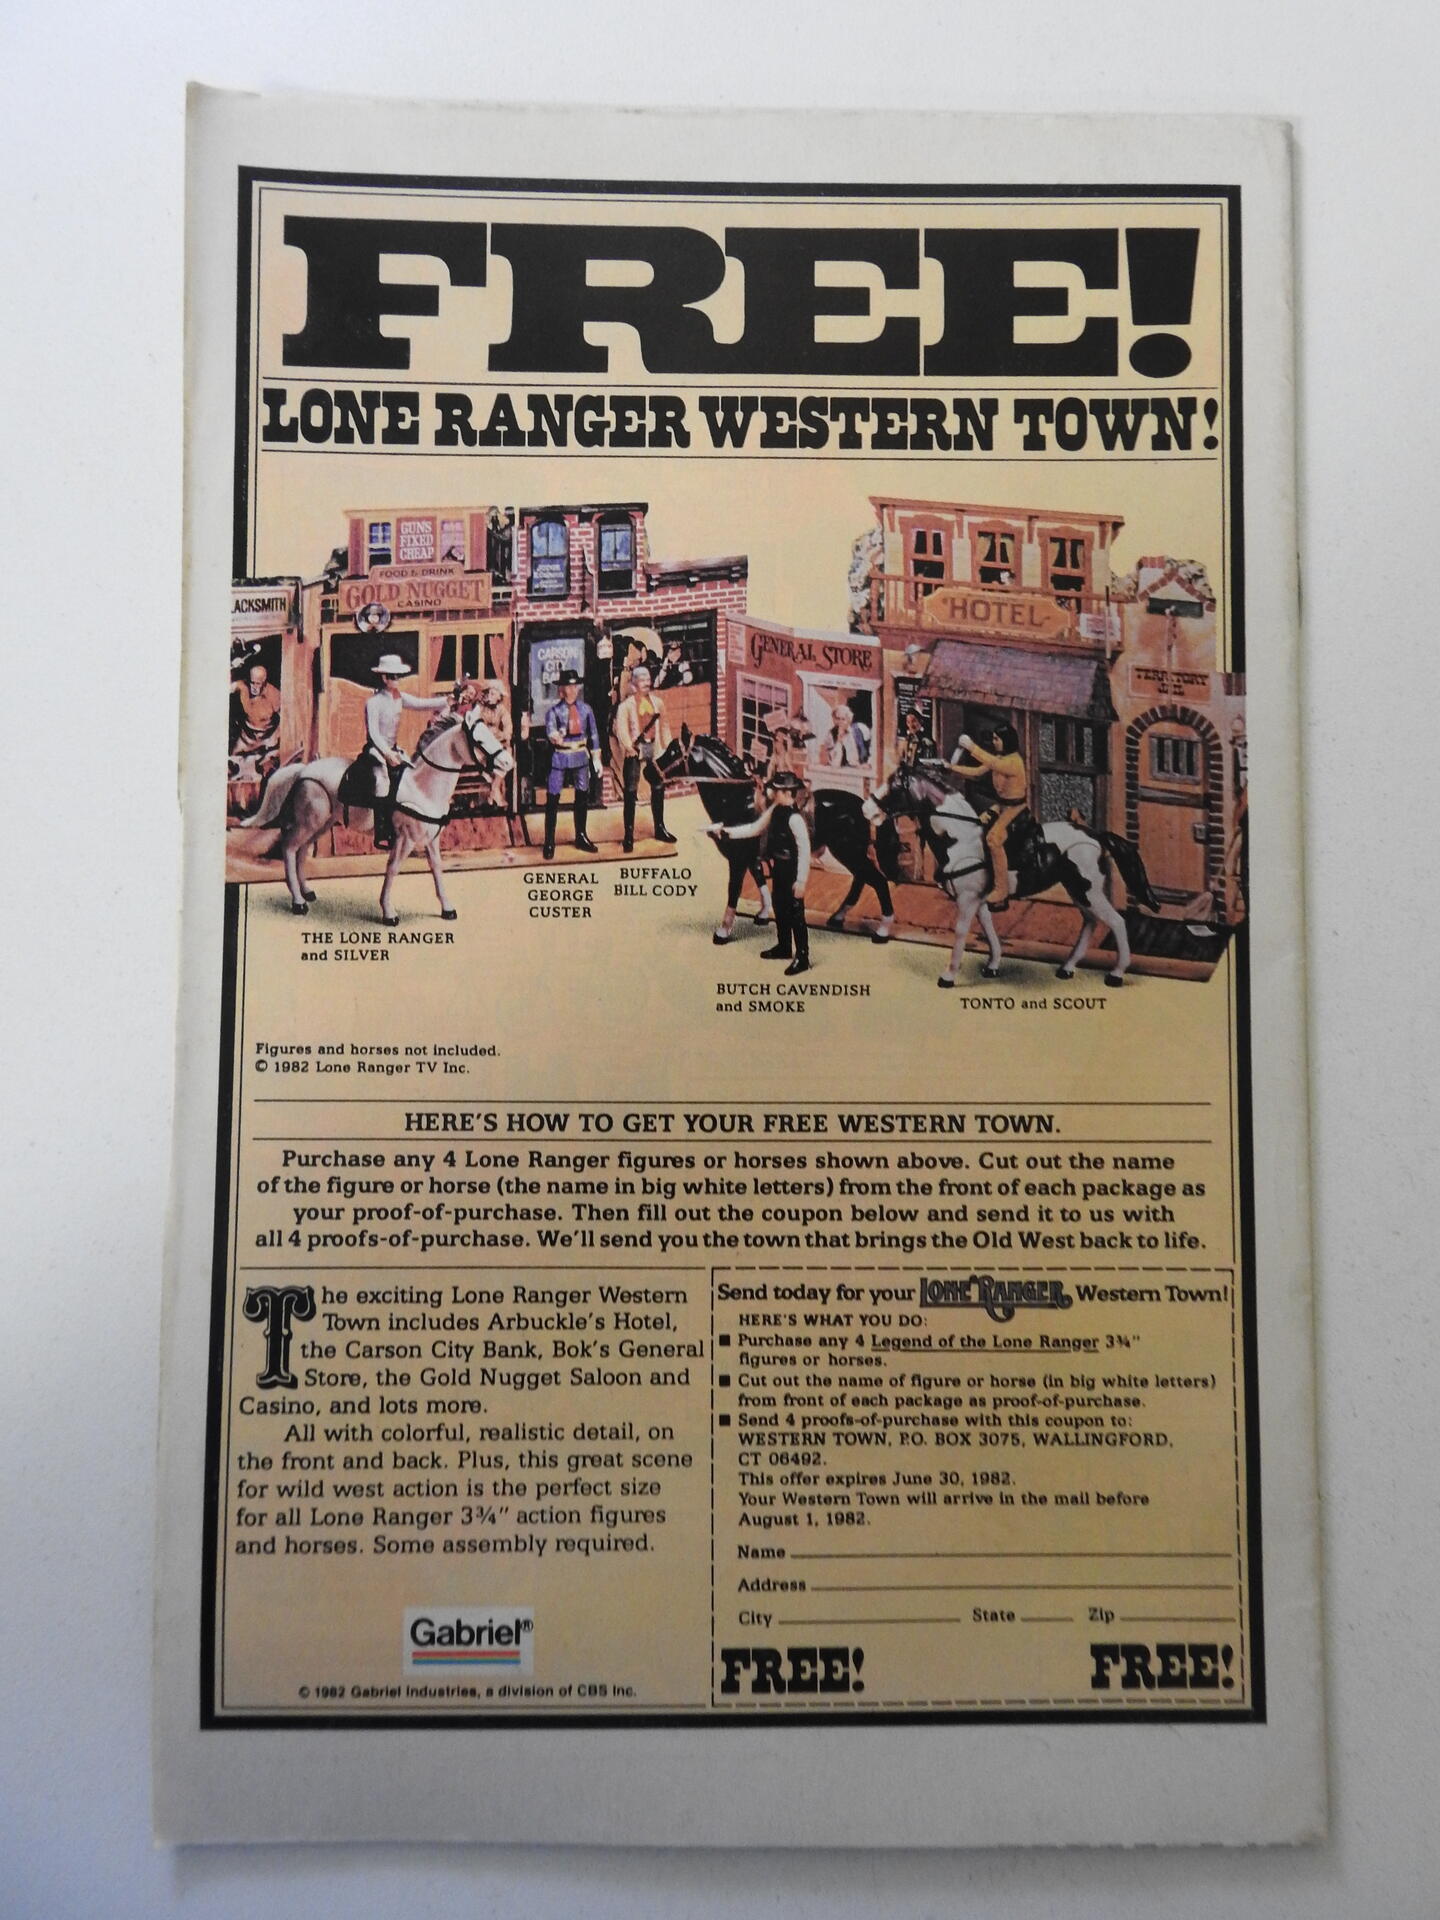 FREE!
LONE RANGER WESTERN TOWN!
GUNS
FIXED
CHEAP
FOOD & DRINK
GOLD NUGGET
CASINO
LACKSMITH
CARSON
CITY
GENERAL STORE
HOTEL
TERRITORY
JAIL
GENERAL
GEORGE
CUSTER
BUFFALO
BILL CODY
THE LONE RANGER
and SILVER
BUTCH CAVENDISH
and SMOKE
TONTO and SCOUT
Figures and horses not included.
© 1982 Lone Ranger TV Inc.
HERE'S HOW TO GET YOUR FREE WESTERN TOWN.
Purchase any 4 Lone Ranger figures or horses shown above. Cut out the name
of the figure or horse (the name in big white letters) from the front of each package as
your proof-of-purchase. Then fill out the coupon below and send it to us with
all 4 proofs-of-purchase. We'll send you the town that brings the Old West back to life.
The exciting Lone Ranger Western
Town includes Arbuckle's Hotel,
the Carson City Bank, Bok's General
Store, the Gold Nugget Saloon and
Casino, and lots more.
All with colorful, realistic detail, on
the front and back. Plus, this great scene
for wild west action is the perfect size
for all Lone Ranger 3¾" action figures
and horses. Some assembly required.
Gabriel®
© 1982 Gabriel Industries, a division of CBS Inc.
Send today for your LONE RANGER Western Town!
HERE'S WHAT YOU DO:
■ Purchase any 4 Legend of the Lone Ranger 3¾"
figures or horses.
■ Cut out the name of figure or horse (in big white letters)
from front of each package as proof-of-purchase.
■ Send 4 proofs-of-purchase with this coupon to:
WESTERN TOWN, P.O. BOX 3075, WALLINGFORD,
CT 06492.
This offer expires June 30, 1982.
Your Western Town will arrive in the mail before
August 1, 1982.
Name
Address
City State Zip
FREE! FREE!